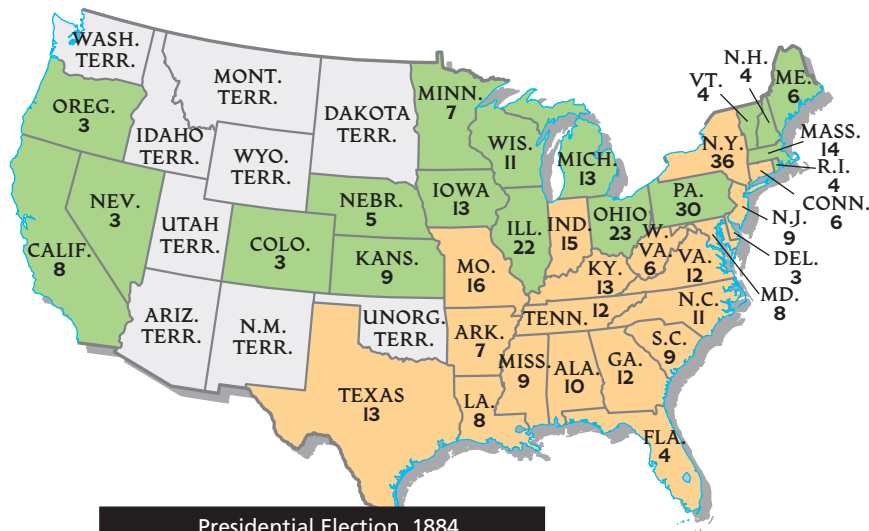 WASH.
TERR.
OREG.
3
CALIF.
8
NEV.
3
IDAHO
TERR.
MONT.
TERR.
WYO.
TERR.
UTAH
TERR.
COLO.
3
ARIZ.
TERR.
N.M.
TERR.
DAKOTA
TERR.
NEBR.
5
KANS.
9
UNORG.
TERR.
TEXAS
13
MINN.
7
IOWA
13
MO.
16
ARK.
7
LA.
8
WIS.
11
ILL.
22
MICH.
13
IND.
15
OHIO
23
KY.
13
TENN. 12
MISS.
9
ALA.
10
GA.
12
FLA.
4
S.C.
9
N.C.
11
VA.
12
W.
VA.
6
PA.
30
N.Y.
36
VT.
4
N.H.
4
ME.
6
MASS.
14
R.I.
4
CONN.
6
N.J.
9
DEL.
3
MD.
8
Presidential Election, 1884